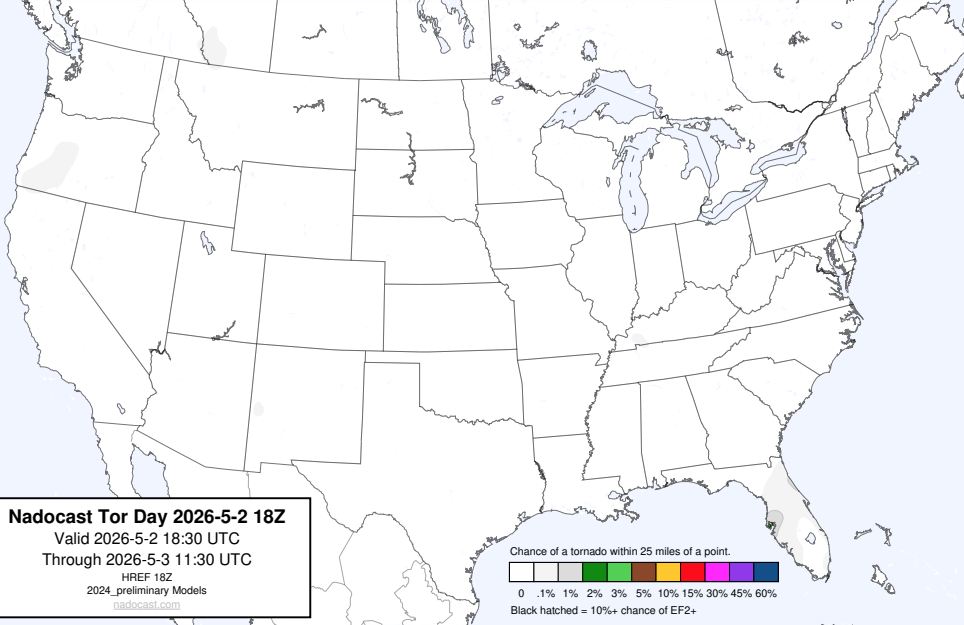 Nadocast Tor Day 2026-5-2 18Z
Valid 2026-5-2 18:30 UTC
Through 2026-5-3 11:30 UTC
HREF 18Z
2024_preliminary Models
nadocast.com
Chance of a tornado within 25 miles of a point.
0 .1% 1% 2% 3% 5% 10% 15% 30% 45% 60%
Black hatched = 10%+ chance of EF2+